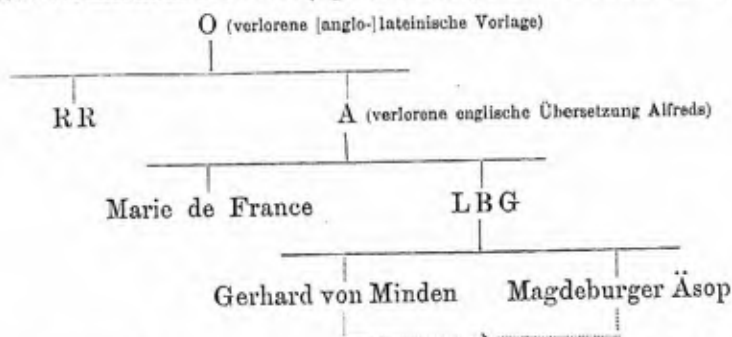 O (verlorene [anglo-]lateinische Vorlage)
RR A (verlorene englische Übersetzung Alfreds)
Marie de France LBG
Gerhard von Minden Magdeburger Äsop